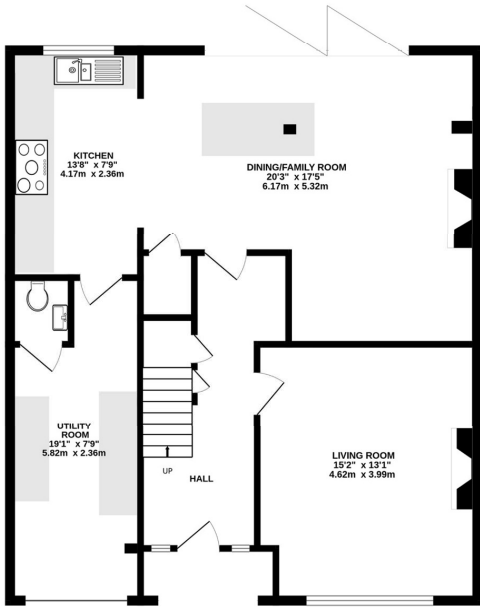 KITCHEN
13'8" x 7'9"
4.17m x 2.36m
DINING/FAMILY ROOM
20'3" x 17'5"
6.17m x 5.32m
UTILITY
ROOM
19'1" x 7'9"
5.82m x 2.36m
UP
HALL
LIVING ROOM
15'2" x 13'1"
4.62m x 3.99m